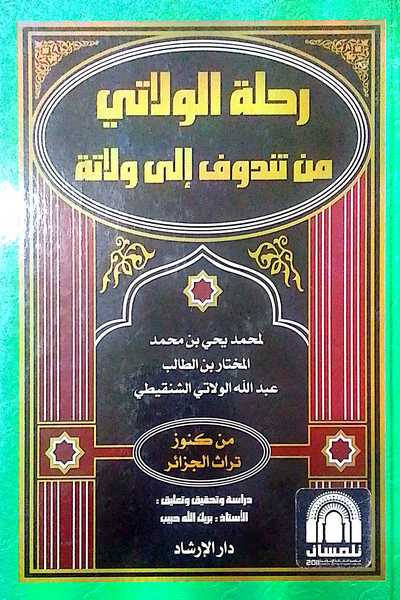 رحلة الولاتي
من تندوف إلى ولاتة
لمحمد يحي بن محمد
المختار بن الطالب
عبد الله الولاتي الشنقيطي
من كنوز
تراث الجزائر
دراسة وتحقيق وتعليق :
الأستاذ : بريك الله حبيب
دار الإرشاد
تلمسان
2011